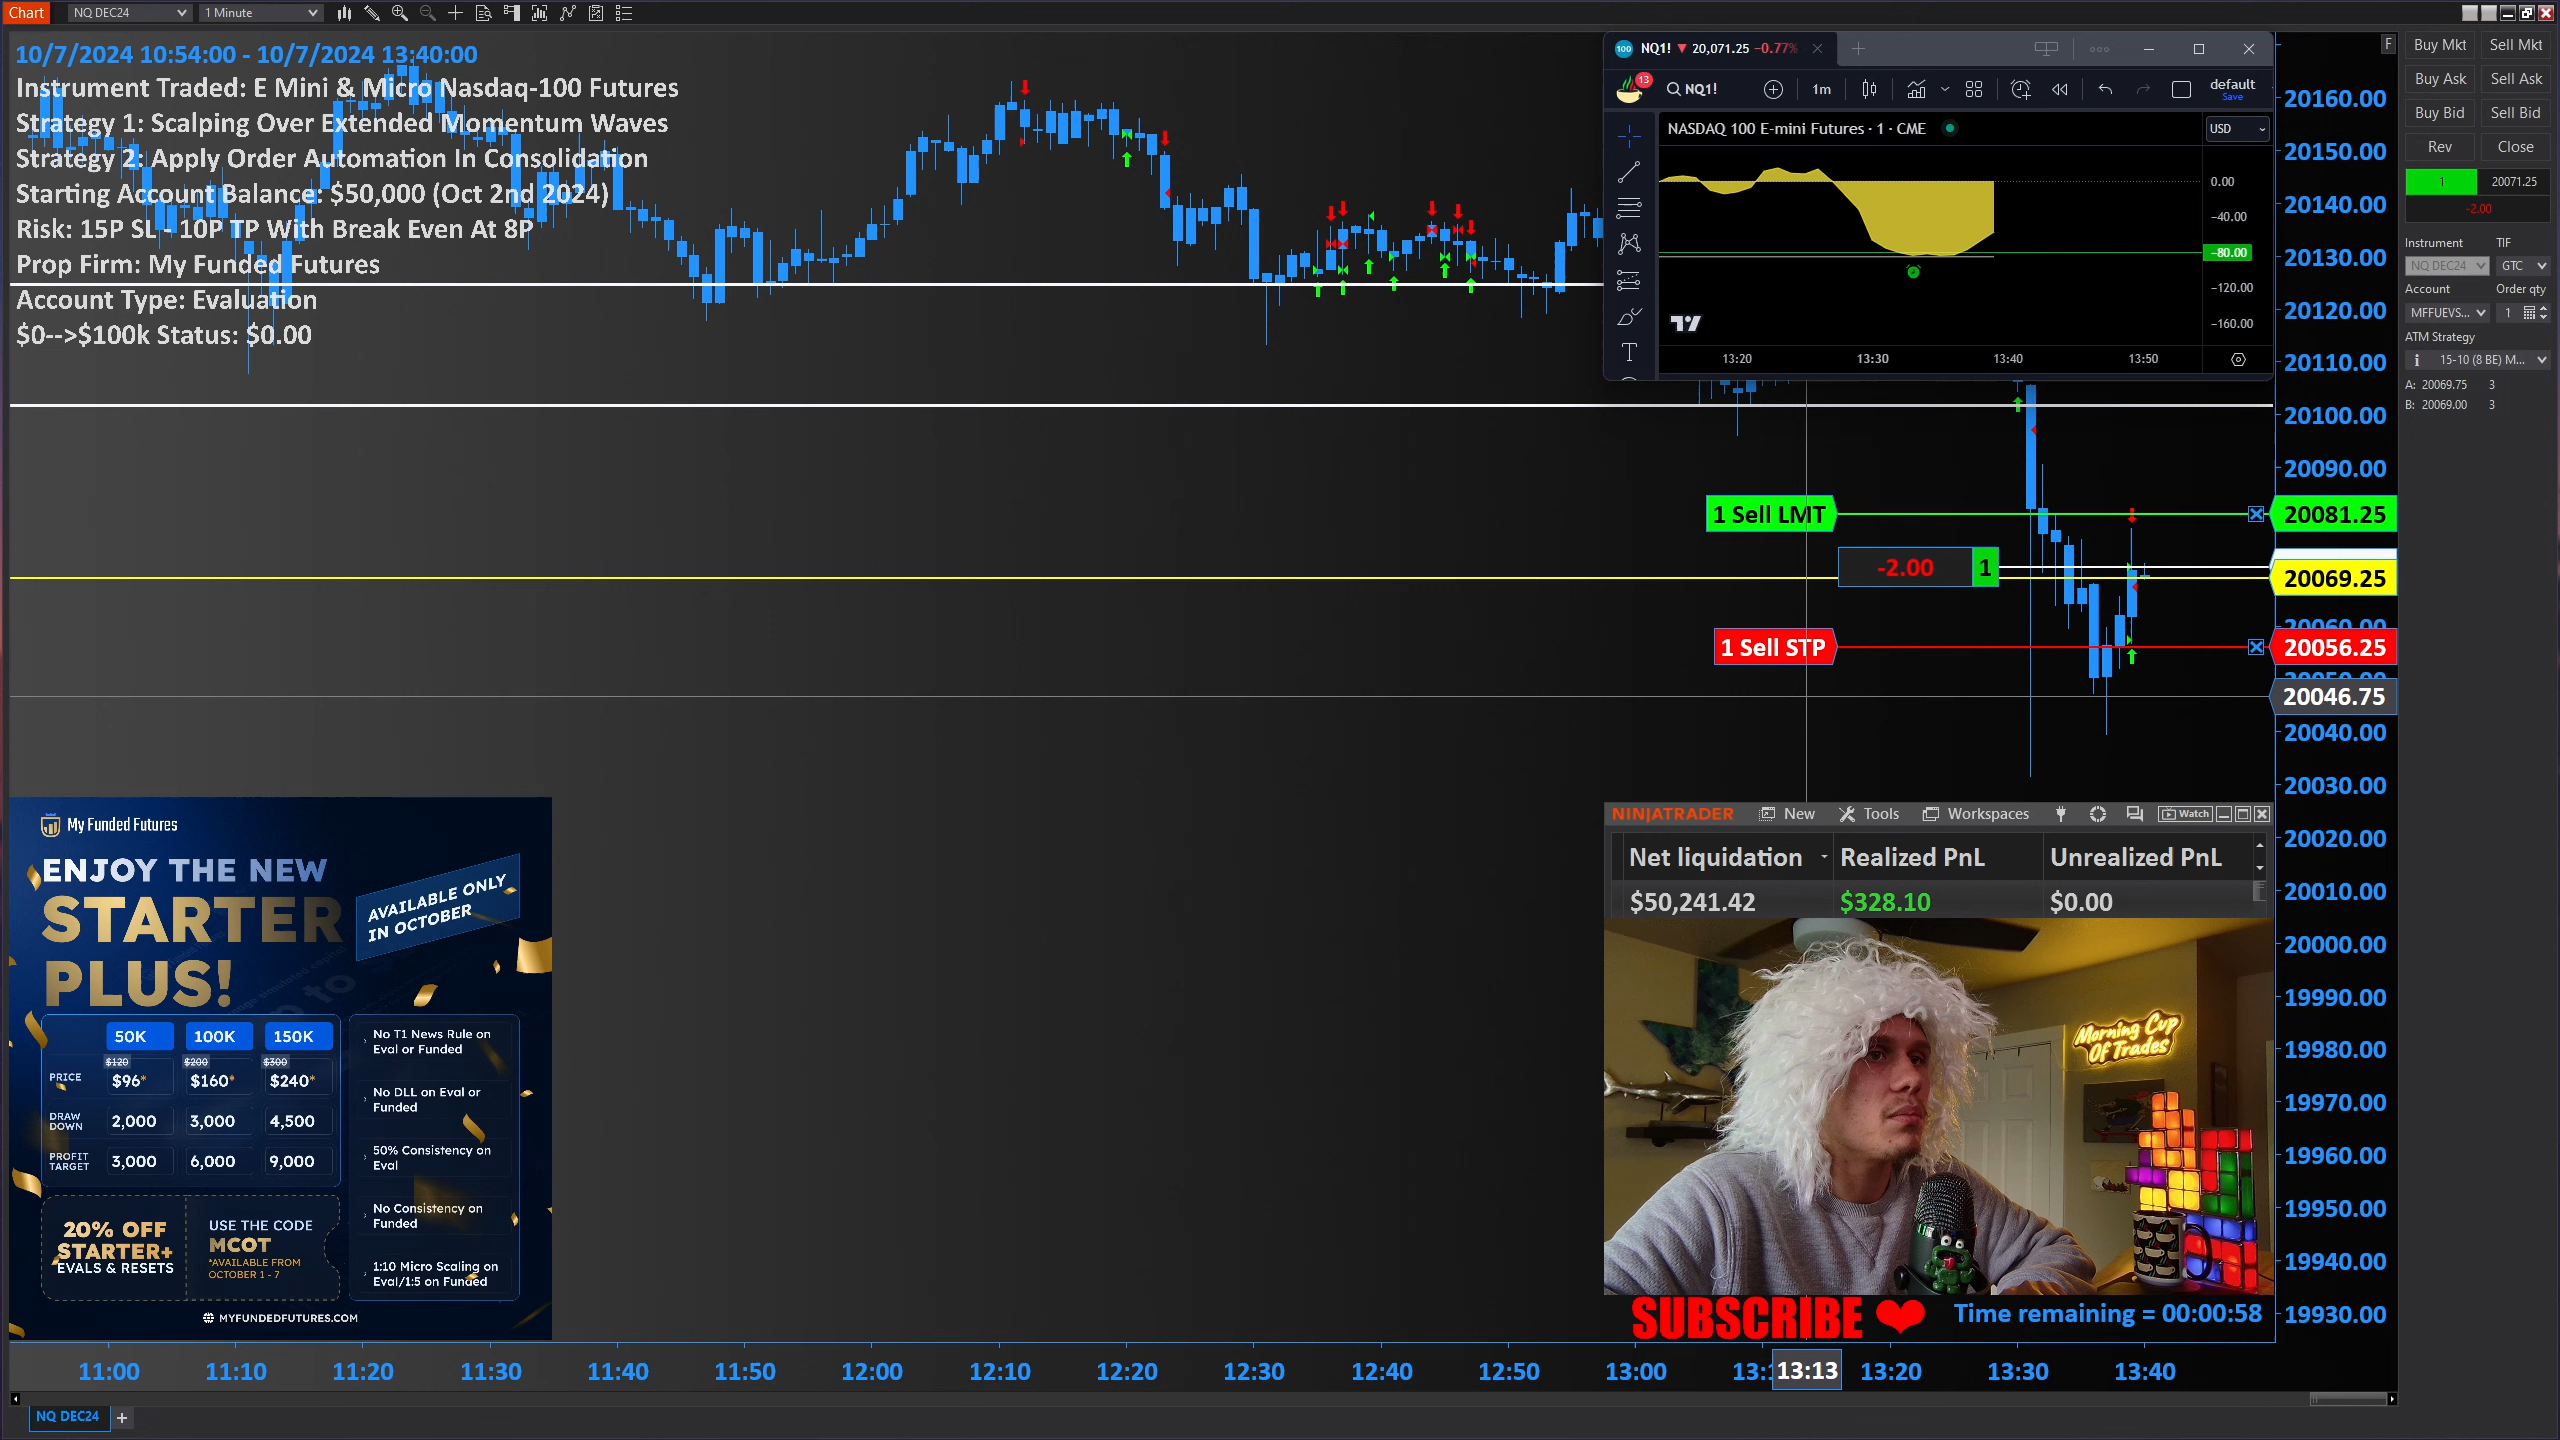 Chart
NQ DEC24
1 Minute
10/7/2024 10:54:00 - 10/7/2024 13:40:00
Instrument Traded: E Mini & Micro Nasdaq-100 Futures
Strategy 1: Scalping Over Extended Momentum Waves
Strategy 2: Apply Order Automation In Consolidation
Starting Account Balance: $50,000 (Oct 2nd 2024)
Risk: 15P SL - 10P TP With Break Even At 8P
Prop Firm: My Funded Futures
Account Type: Evaluation
$0-->$100k Status: $0.00
100 NQ1! ▼ 20,071.25 −0.77%
13
NQ1!
1m
default
Save
NASDAQ 100 E-mini Futures · 1 · CME
USD
0.00
−40.00
−80.00
−120.00
−160.00
13:20
13:30
13:40
13:50
F
Buy Mkt
Sell Mkt
Buy Ask
Sell Ask
Buy Bid
Sell Bid
Rev
Close
1
20071.25
-2.00
Instrument
TIF
NQ DEC24
GTC
Account
Order qty
MFFUEVS...
1
ATM Strategy
15-10 (8 BE) M...
A: 20069.75 3
B: 20069.00 3
20160.00
20150.00
20140.00
20130.00
20120.00
20110.00
20100.00
20090.00
1 Sell LMT
20081.25
-2.00
1
20069.25
1 Sell STP
20056.25
20046.75
20040.00
20030.00
20020.00
20010.00
20000.00
19990.00
19980.00
19970.00
19960.00
19950.00
19940.00
19930.00
NINJATRADER
New
Tools
Workspaces
Watch
Net liquidation
Realized PnL
Unrealized PnL
$50,241.42
$328.10
$0.00
Morning Cup
Of Trades
SUBSCRIBE
Time remaining = 00:00:58
My Funded Futures
ENJOY THE NEW
STARTER
PLUS!
AVAILABLE ONLY
IN OCTOBER
50K
100K
150K
$120
$200
$300
PRICE
$96*
$160*
$240*
DRAW
DOWN
2,000
3,000
4,500
PROFIT
TARGET
3,000
6,000
9,000
No T1 News Rule on
Eval or Funded
No DLL on Eval or
Funded
50% Consistency on
Eval
No Consistency on
Funded
1:10 Micro Scaling on
Eval/1:5 on Funded
20% OFF
STARTER+
EVALS & RESETS
USE THE CODE
MCOT
*AVAILABLE FROM
OCTOBER 1 - 7
MYFUNDEDFUTURES.COM
11:00
11:10
11:20
11:30
11:40
11:50
12:00
12:10
12:20
12:30
12:40
12:50
13:00
13:13
13:20
13:30
13:40
NQ DEC24